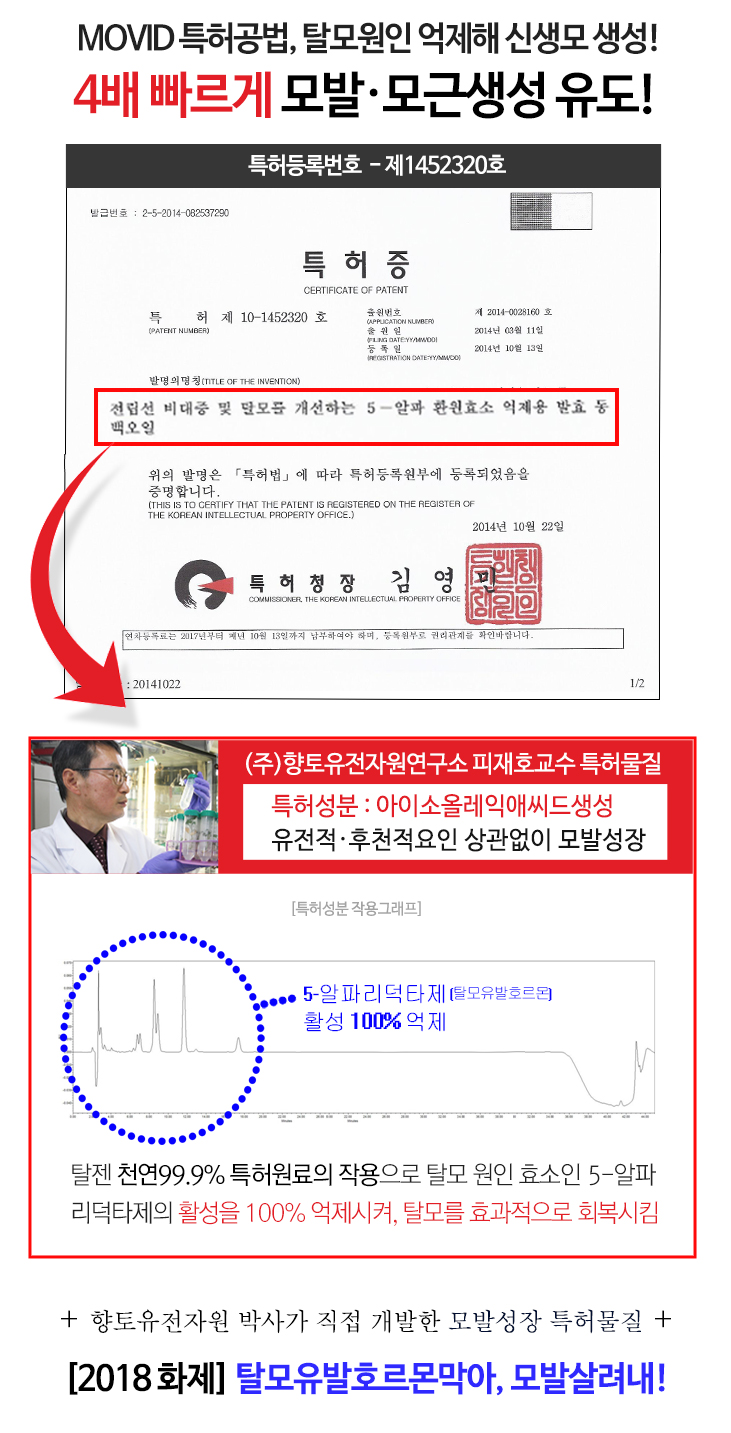 MOVID 특허공법, 탈모원인 억제해 신생모 생성!
4배 빠르게 모발·모근생성 유도!
특허등록번호 - 제1452320호
발급번호 : 2-5-2014-082537290
특 허 증
CERTIFICATE OF PATENT
특 허 제 10-1452320 호
(PATENT NUMBER)
출원번호 제 2014-0028160 호
(APPLICATION NUMBER)
출 원 일 2014년 03월 11일
(FILING DATE:YY/MM/DD)
등 록 일 2014년 10월 13일
(REGISTRATION DATE:YY/MM/DD)
발명의명칭(TITLE OF THE INVENTION)
전립선 비대증 및 탈모를 개선하는 5-알파 환원효소 억제용 발효 동
백오일
위의 발명은 「특허법」에 따라 특허등록원부에 등록되었음을
증명합니다.
(THIS IS TO CERTIFY THAT THE PATENT IS REGISTERED ON THE REGISTER OF
THE KOREAN INTELLECTUAL PROPERTY OFFICE.)
2014년 10월 22일
특 허 청 장 김 영 민
COMMISSIONER, THE KOREAN INTELLECTUAL PROPERTY OFFICE
연차등록료는 2017년부터 매년 10월 13일까지 납부하여야 하며, 등록원부로 권리관계를 확인바랍니다.
: 20141022
1/2
(주)향토유전자원연구소 피재호교수 특허물질
특허성분 : 아이소올레익애씨드생성
유전적·후천적요인 상관없이 모발성장
[특허성분 작용그래프]
5-알파리덕타제(탈모유발호르몬)
활성 100% 억제
탈젠 천연99.9% 특허원료의 작용으로 탈모 원인 효소인 5-알파
리덕타제의 활성을 100% 억제시켜, 탈모를 효과적으로 회복시킴
+ 향토유전자원 박사가 직접 개발한 모발성장 특허물질 +
[2018 화제] 탈모유발호르몬막아, 모발살려내!